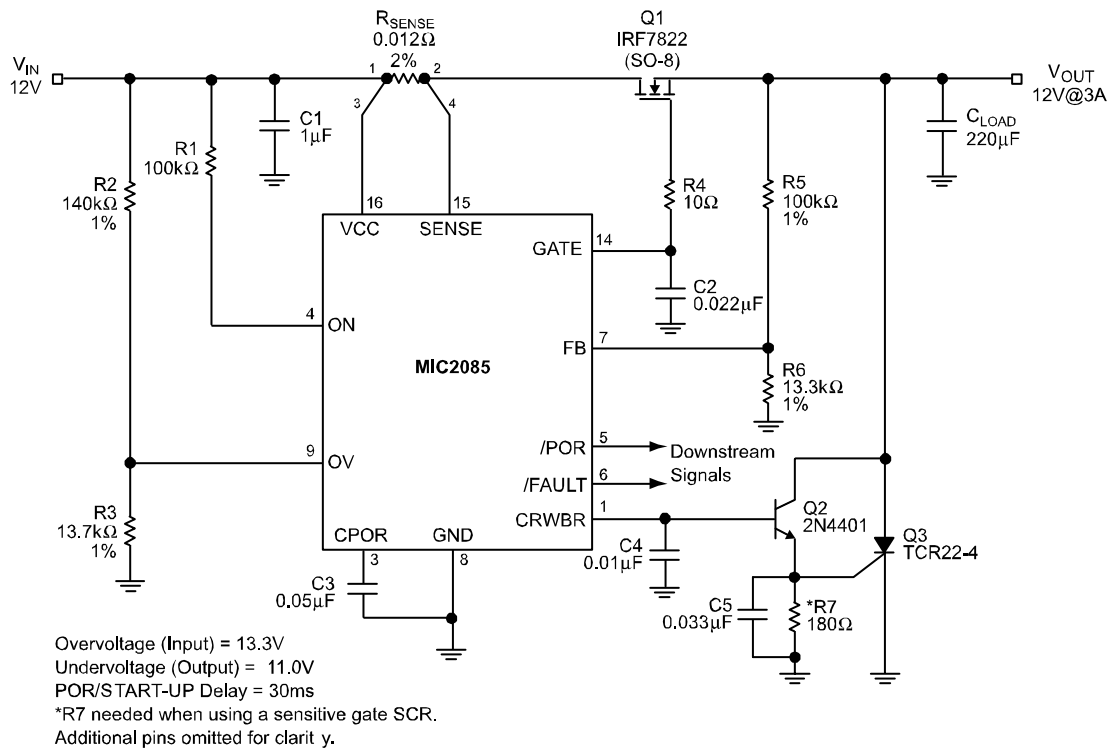 RSENSE
0.012Ω
2%
Q1
IRF7822
(SO-8)
VIN
12V
1
2
3
4
VOUT
12V@3A
C1
1μF
CLOAD
220μF
R1
100kΩ
R2
140kΩ
1%
R4
10Ω
R5
100kΩ
1%
16
15
VCC
SENSE
GATE
14
C2
0.022μF
4
ON
FB
7
MIC2085
R6
13.3kΩ
1%
/POR
5
Downstream
Signals
9
OV
/FAULT
6
CRWBR
1
Q2
2N4401
R3
13.7kΩ
1%
CPOR
GND
3
8
C4
0.01μF
Q3
TCR22-4
C3
0.05μF
C5
0.033μF
*R7
180Ω
Overvoltage (Input) = 13.3V
Undervoltage (Output) = 11.0V
POR/START-UP Delay = 30ms
*R7 needed when using a sensitive gate SCR.
Additional pins omitted for clarit y.